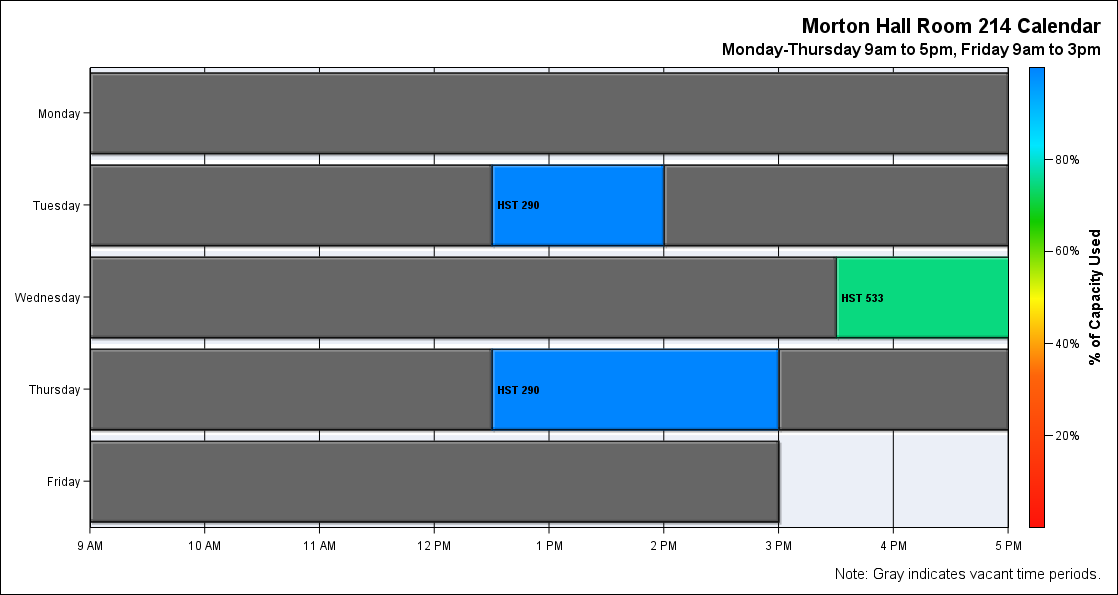 Morton Hall Room 214 Calendar
Monday-Thursday 9am to 5pm, Friday 9am to 3pm
Monday
Tuesday
HST 290
Wednesday
HST 533
Thursday
HST 290
Friday
9 AM
10 AM
11 AM
12 PM
1 PM
2 PM
3 PM
4 PM
5 PM
80%
60%
40%
20%
% of Capacity Used
Note: Gray indicates vacant time periods.